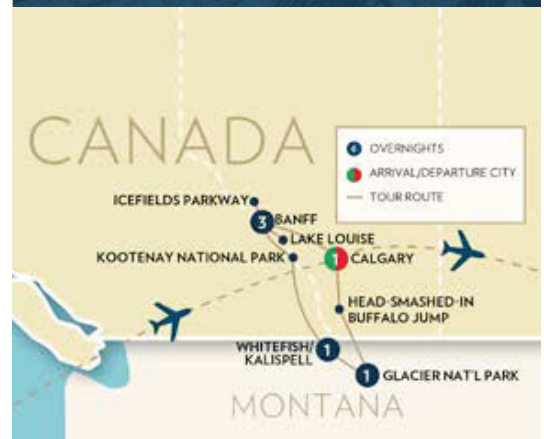 CANADA
6 OVERNIGHTS
ARRIVAL/DEPARTURE CITY
TOUR ROUTE
ICEFIELDS PARKWAY
3 BANFF
LAKE LOUISE
KOOTENAY NATIONAL PARK
1 CALGARY
HEAD-SMASHED-IN
BUFFALO JUMP
WHITEFISH/
KALISPELL 1
1 GLACIER NAT'L PARK
MONTANA